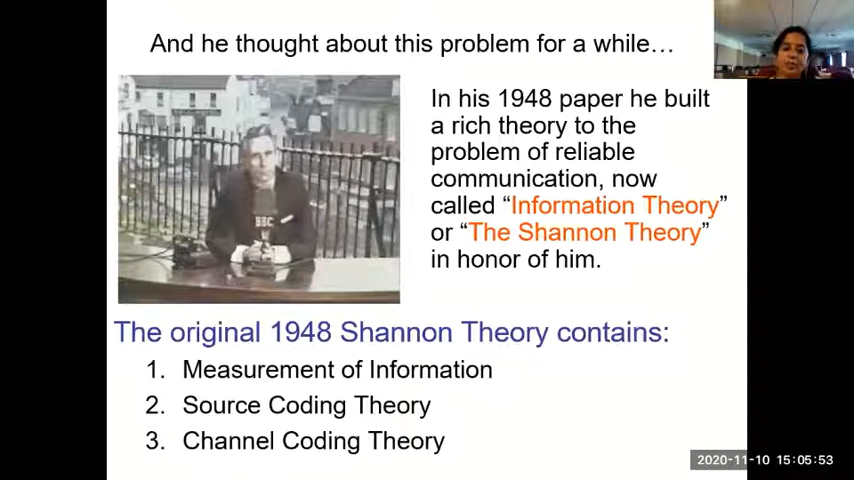 And he thought about this problem for a while…
In his 1948 paper he built
a rich theory to the
problem of reliable
communication, now
called “Information Theory”
or “The Shannon Theory”
in honor of him.
BBC
The original 1948 Shannon Theory contains:
1. Measurement of Information
2. Source Coding Theory
3. Channel Coding Theory
2020-11-10 15:05:53